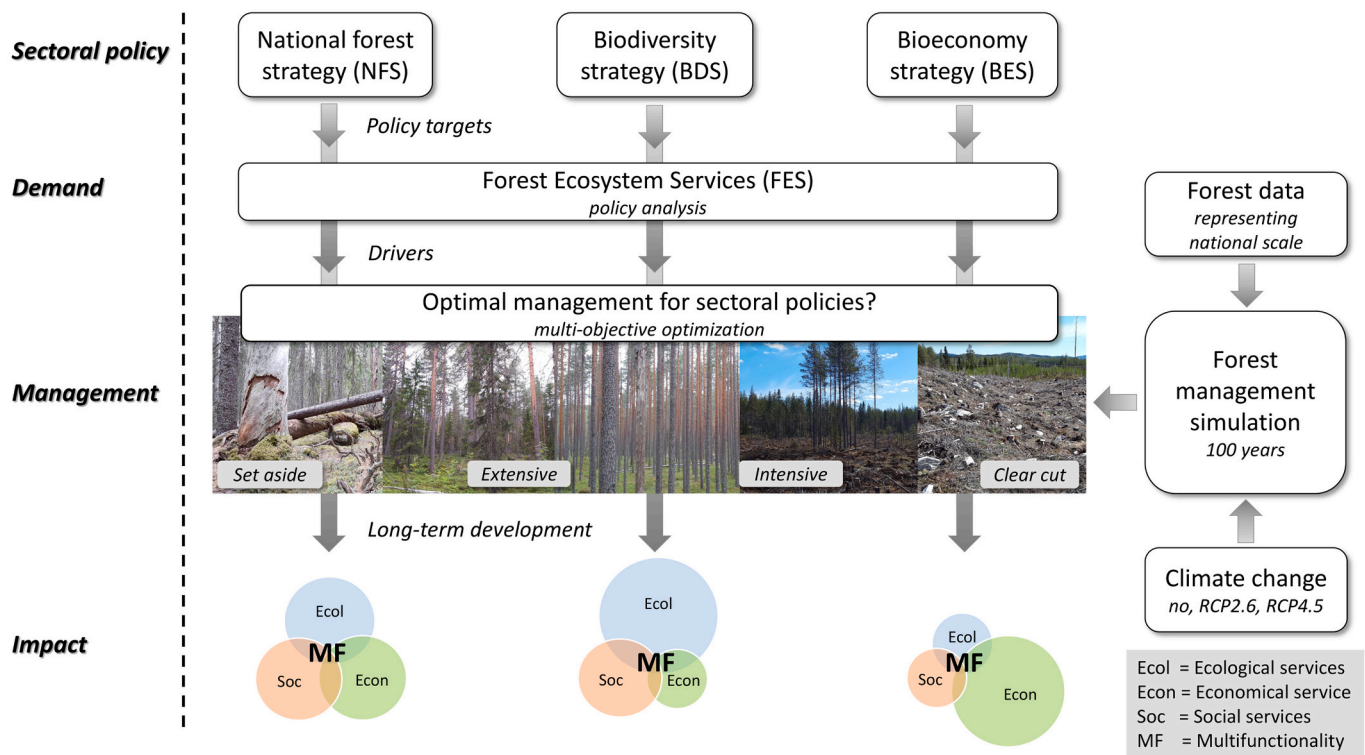 Sectoral policy
National forest
strategy (NFS)
Biodiversity
strategy (BDS)
Bioeconomy
strategy (BES)
Policy targets
Demand
Forest Ecosystem Services (FES)
policy analysis
Drivers
Forest data
representing
national scale
Optimal management for sectoral policies?
multi-objective optimization
Management
Set aside
Extensive
Intensive
Clear cut
Forest
management
simulation
100 years
Long-term development
Climate change
no, RCP2.6, RCP4.5
Impact
Ecol
MF
Soc
Econ
Ecol
MF
Soc
Econ
Ecol
MF
Soc
Econ
Ecol = Ecological services
Econ = Economical service
Soc = Social services
MF = Multifunctionality